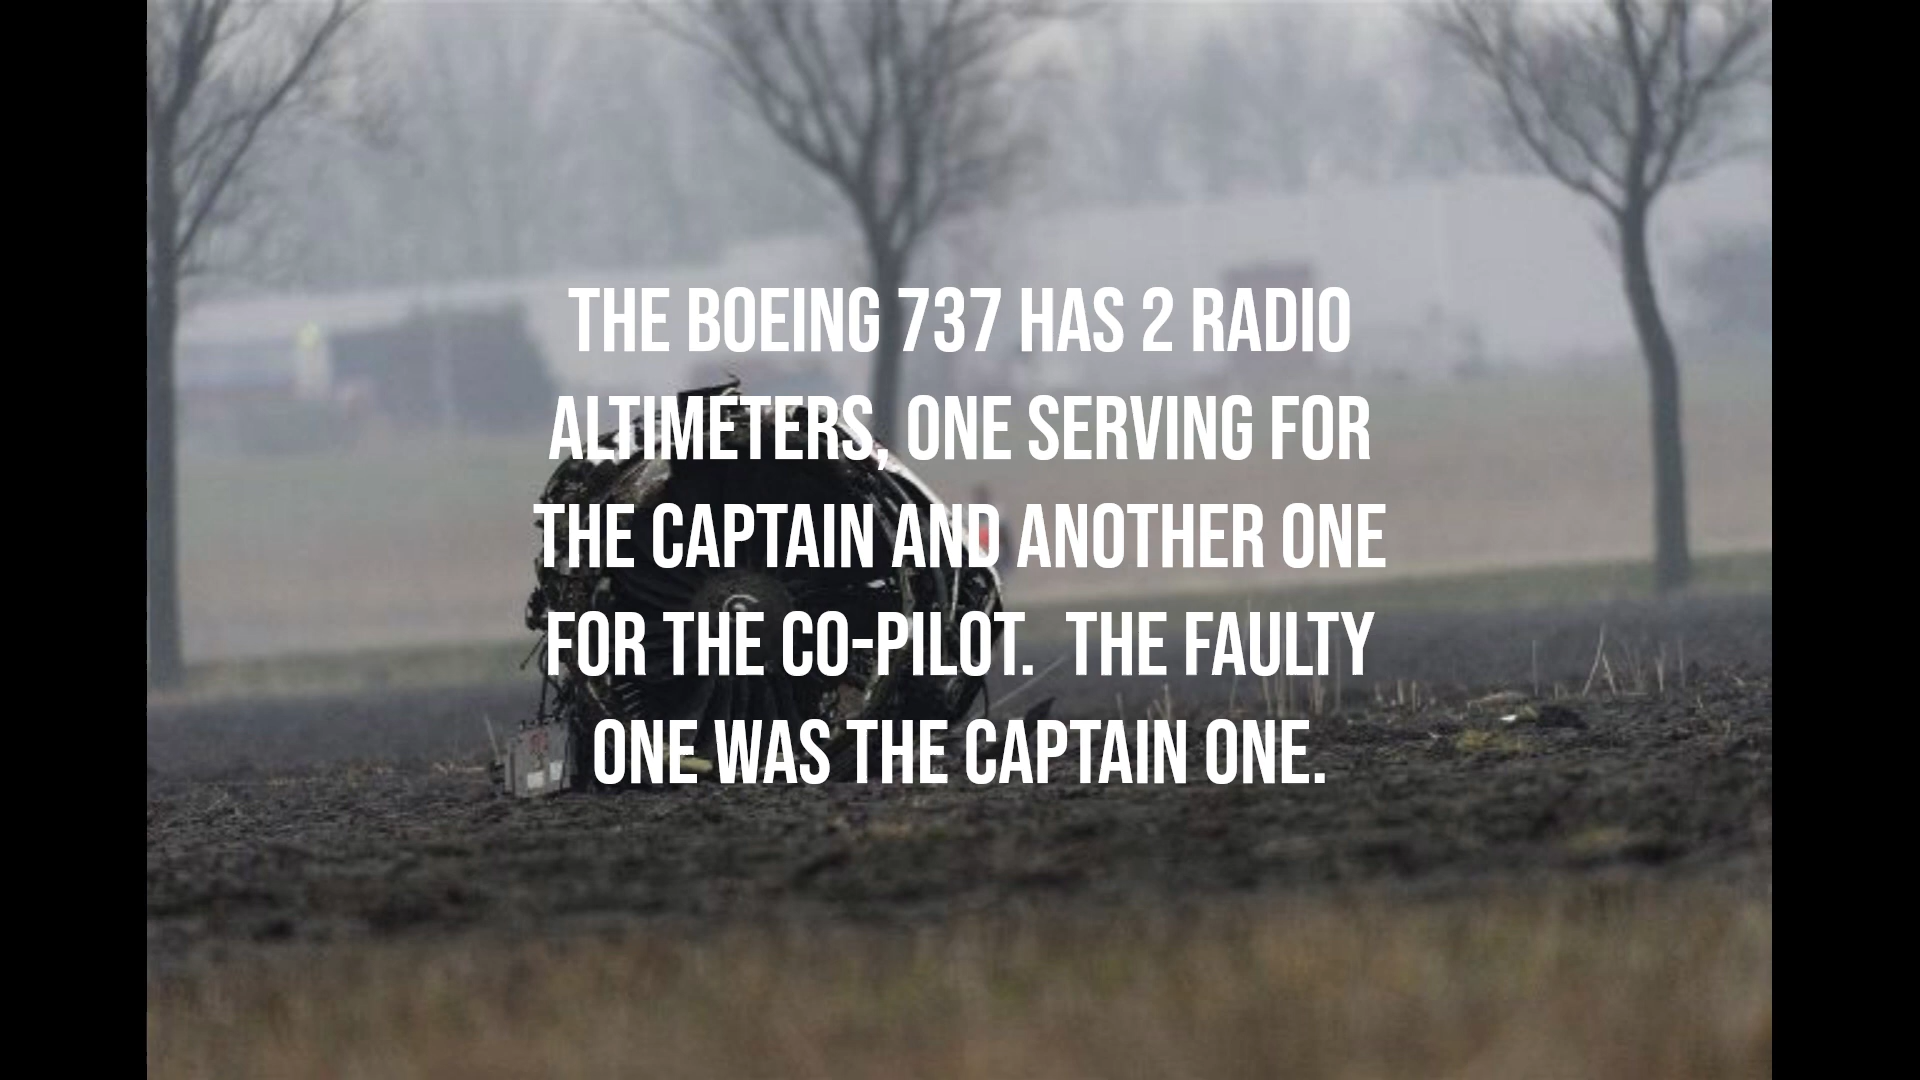 THE BOEING 737 HAS 2 RADIO
ALTIMETERS, ONE SERVING FOR
THE CAPTAIN AND ANOTHER ONE
FOR THE CO-PILOT.  THE FAULTY
ONE WAS THE CAPTAIN ONE.